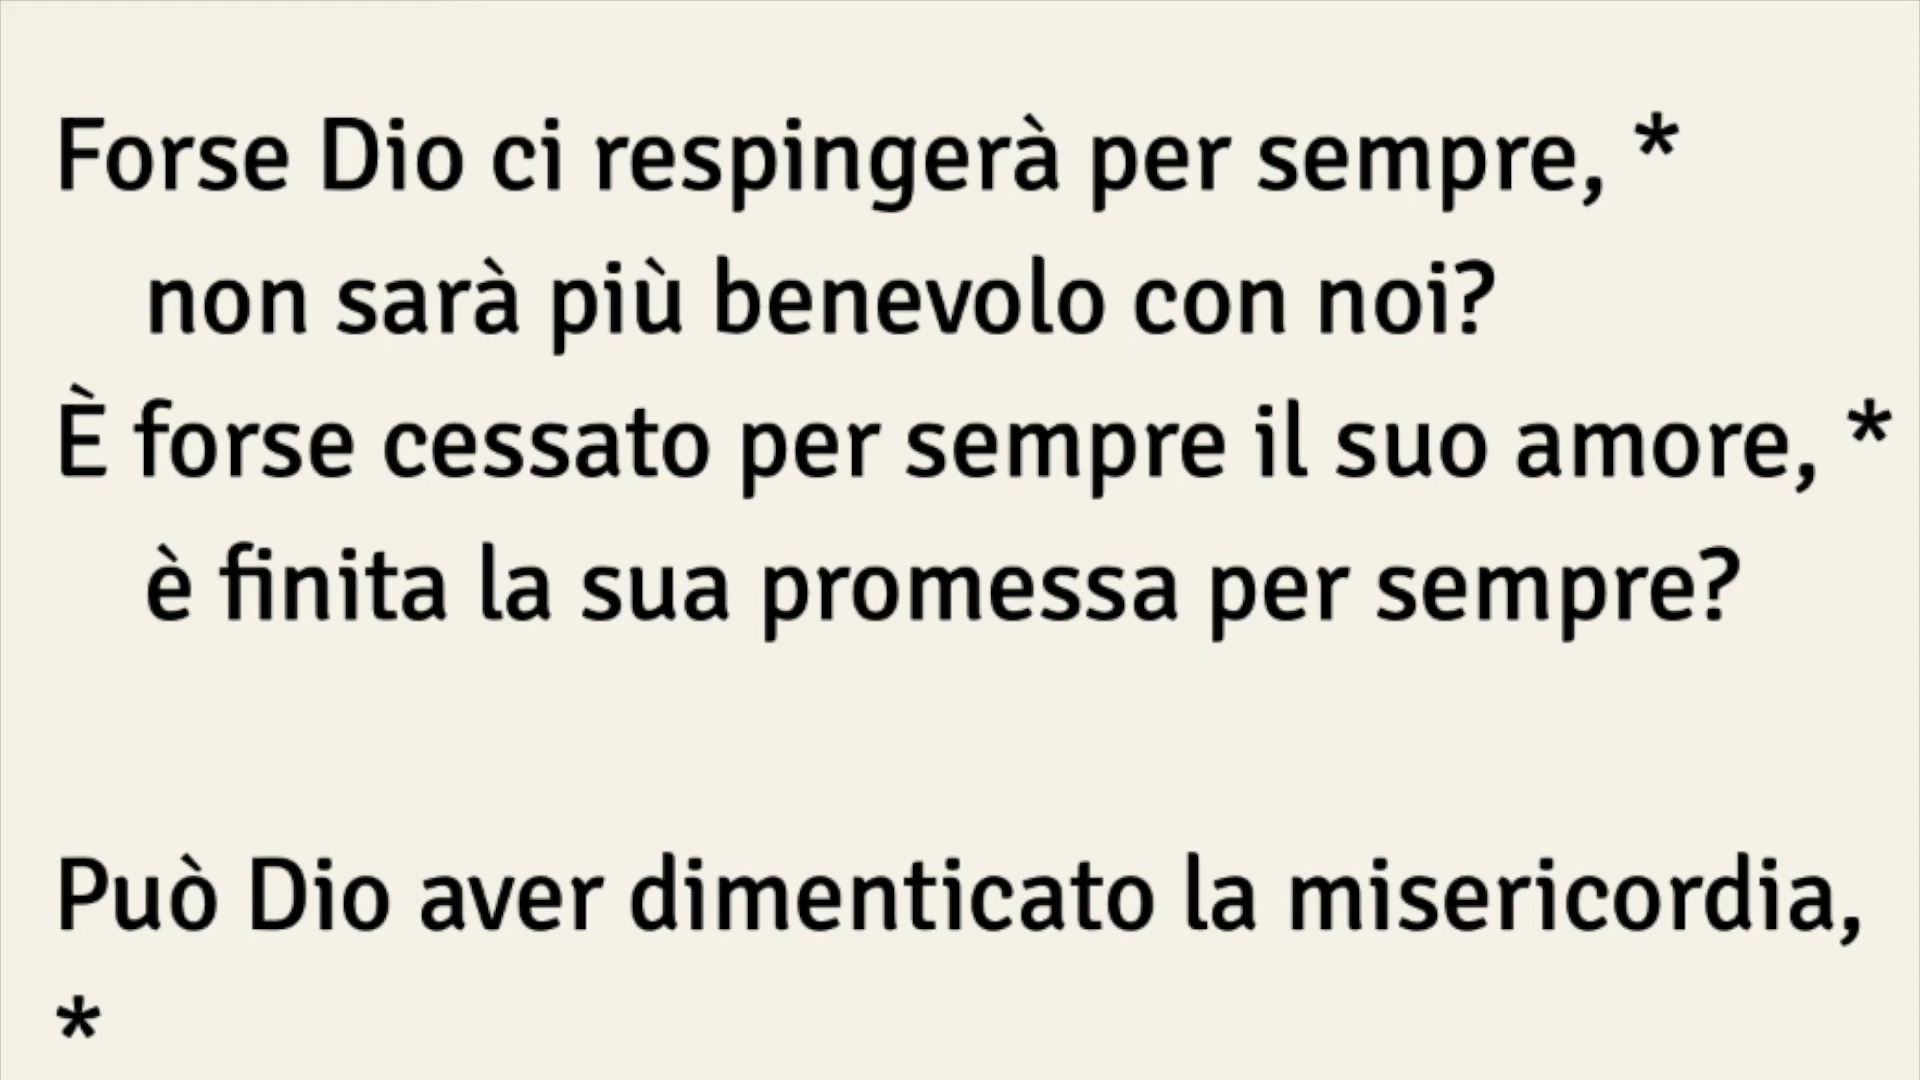 Forse Dio ci respingerà per sempre, *
non sarà più benevolo con noi?
È forse cessato per sempre il suo amore, *
è finita la sua promessa per sempre?
Può Dio aver dimenticato la misericordia,
*